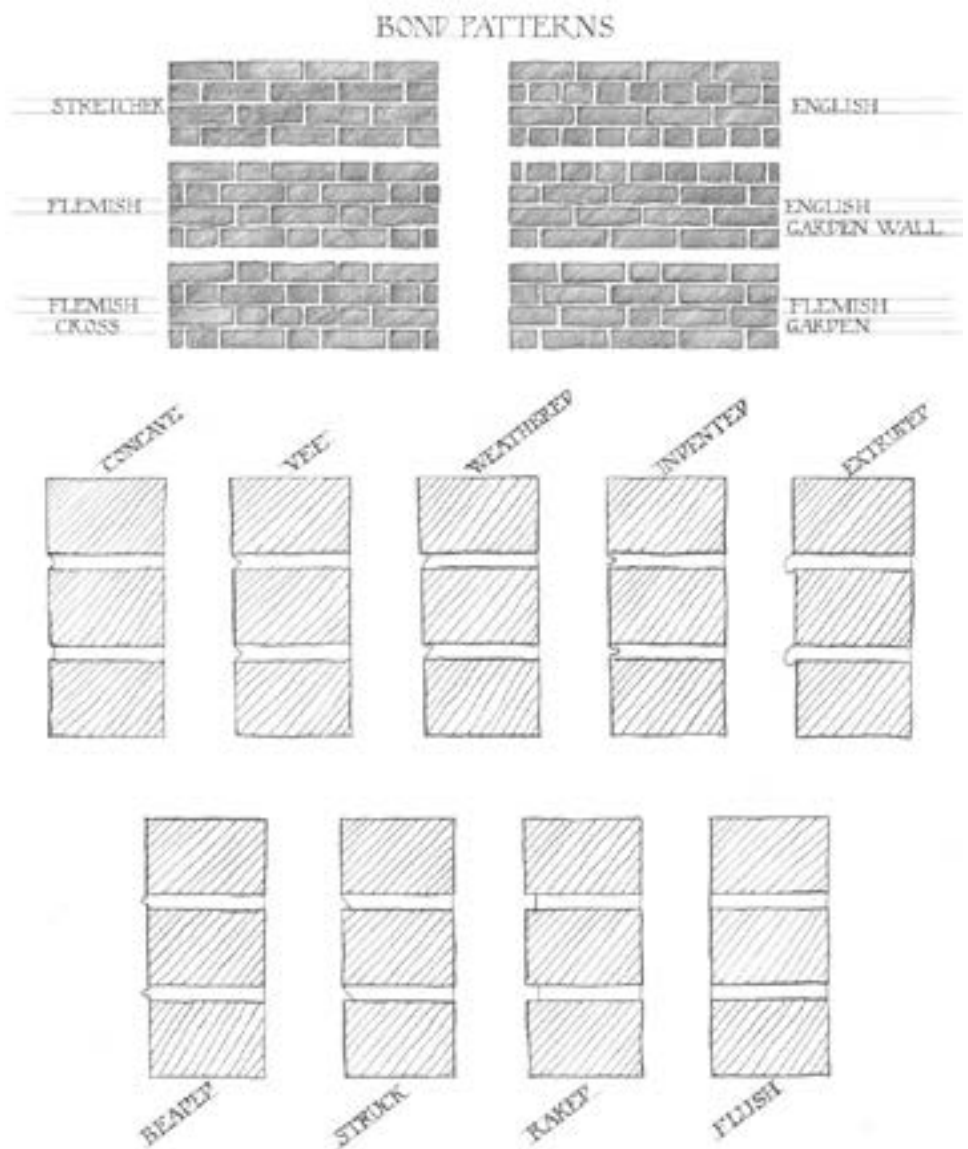 BOND PATTERNS
STRETCHER
ENGLISH
FLEMISH
ENGLISH
GARDEN WALL
FLEMISH
CROSS
FLEMISH
GARDEN
CONCAVE
VEE
WEATHERED
INDENTED
EXTRUDED
BEADED
STRUCK
RAKED
FLUSH